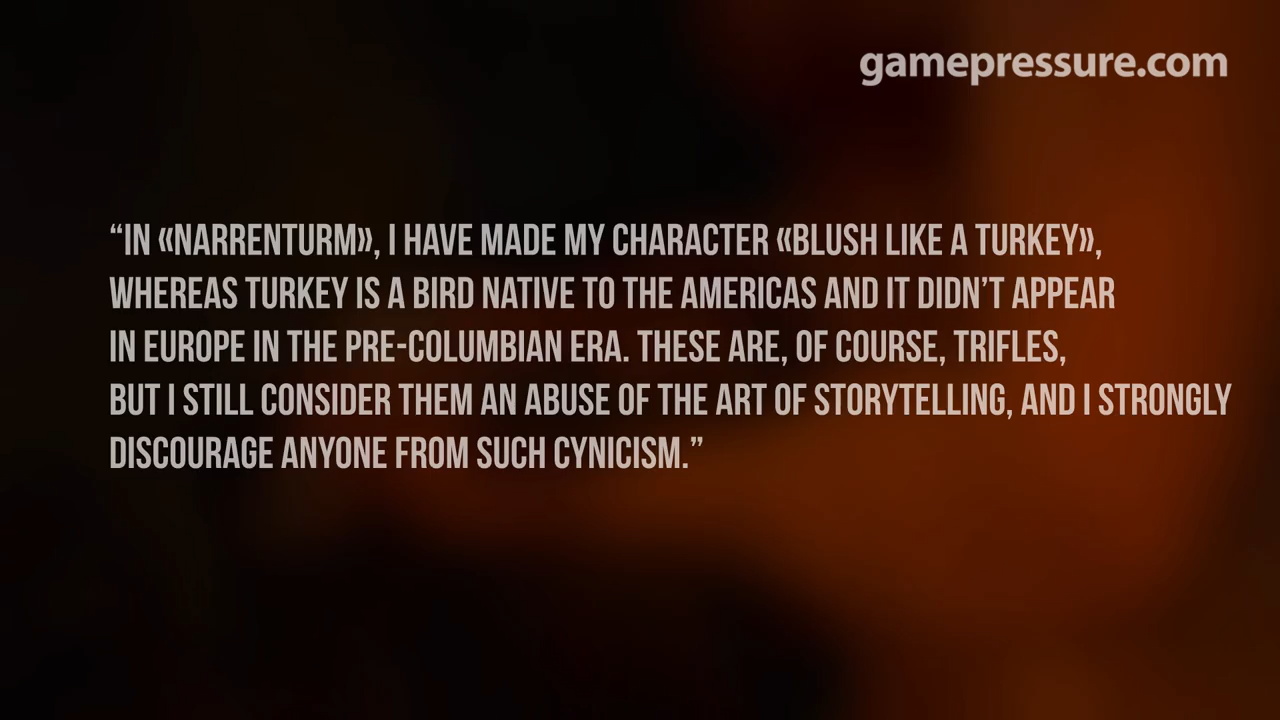 gamepressure.com
“IN «NARRENTURM», I HAVE MADE MY CHARACTER «BLUSH LIKE A TURKEY»,
WHEREAS TURKEY IS A BIRD NATIVE TO THE AMERICAS AND IT DIDN’T APPEAR
IN EUROPE IN THE PRE-COLUMBIAN ERA. THESE ARE, OF COURSE, TRIFLES,
BUT I STILL CONSIDER THEM AN ABUSE OF THE ART OF STORYTELLING, AND I STRONGLY
DISCOURAGE ANYONE FROM SUCH CYNICISM.”